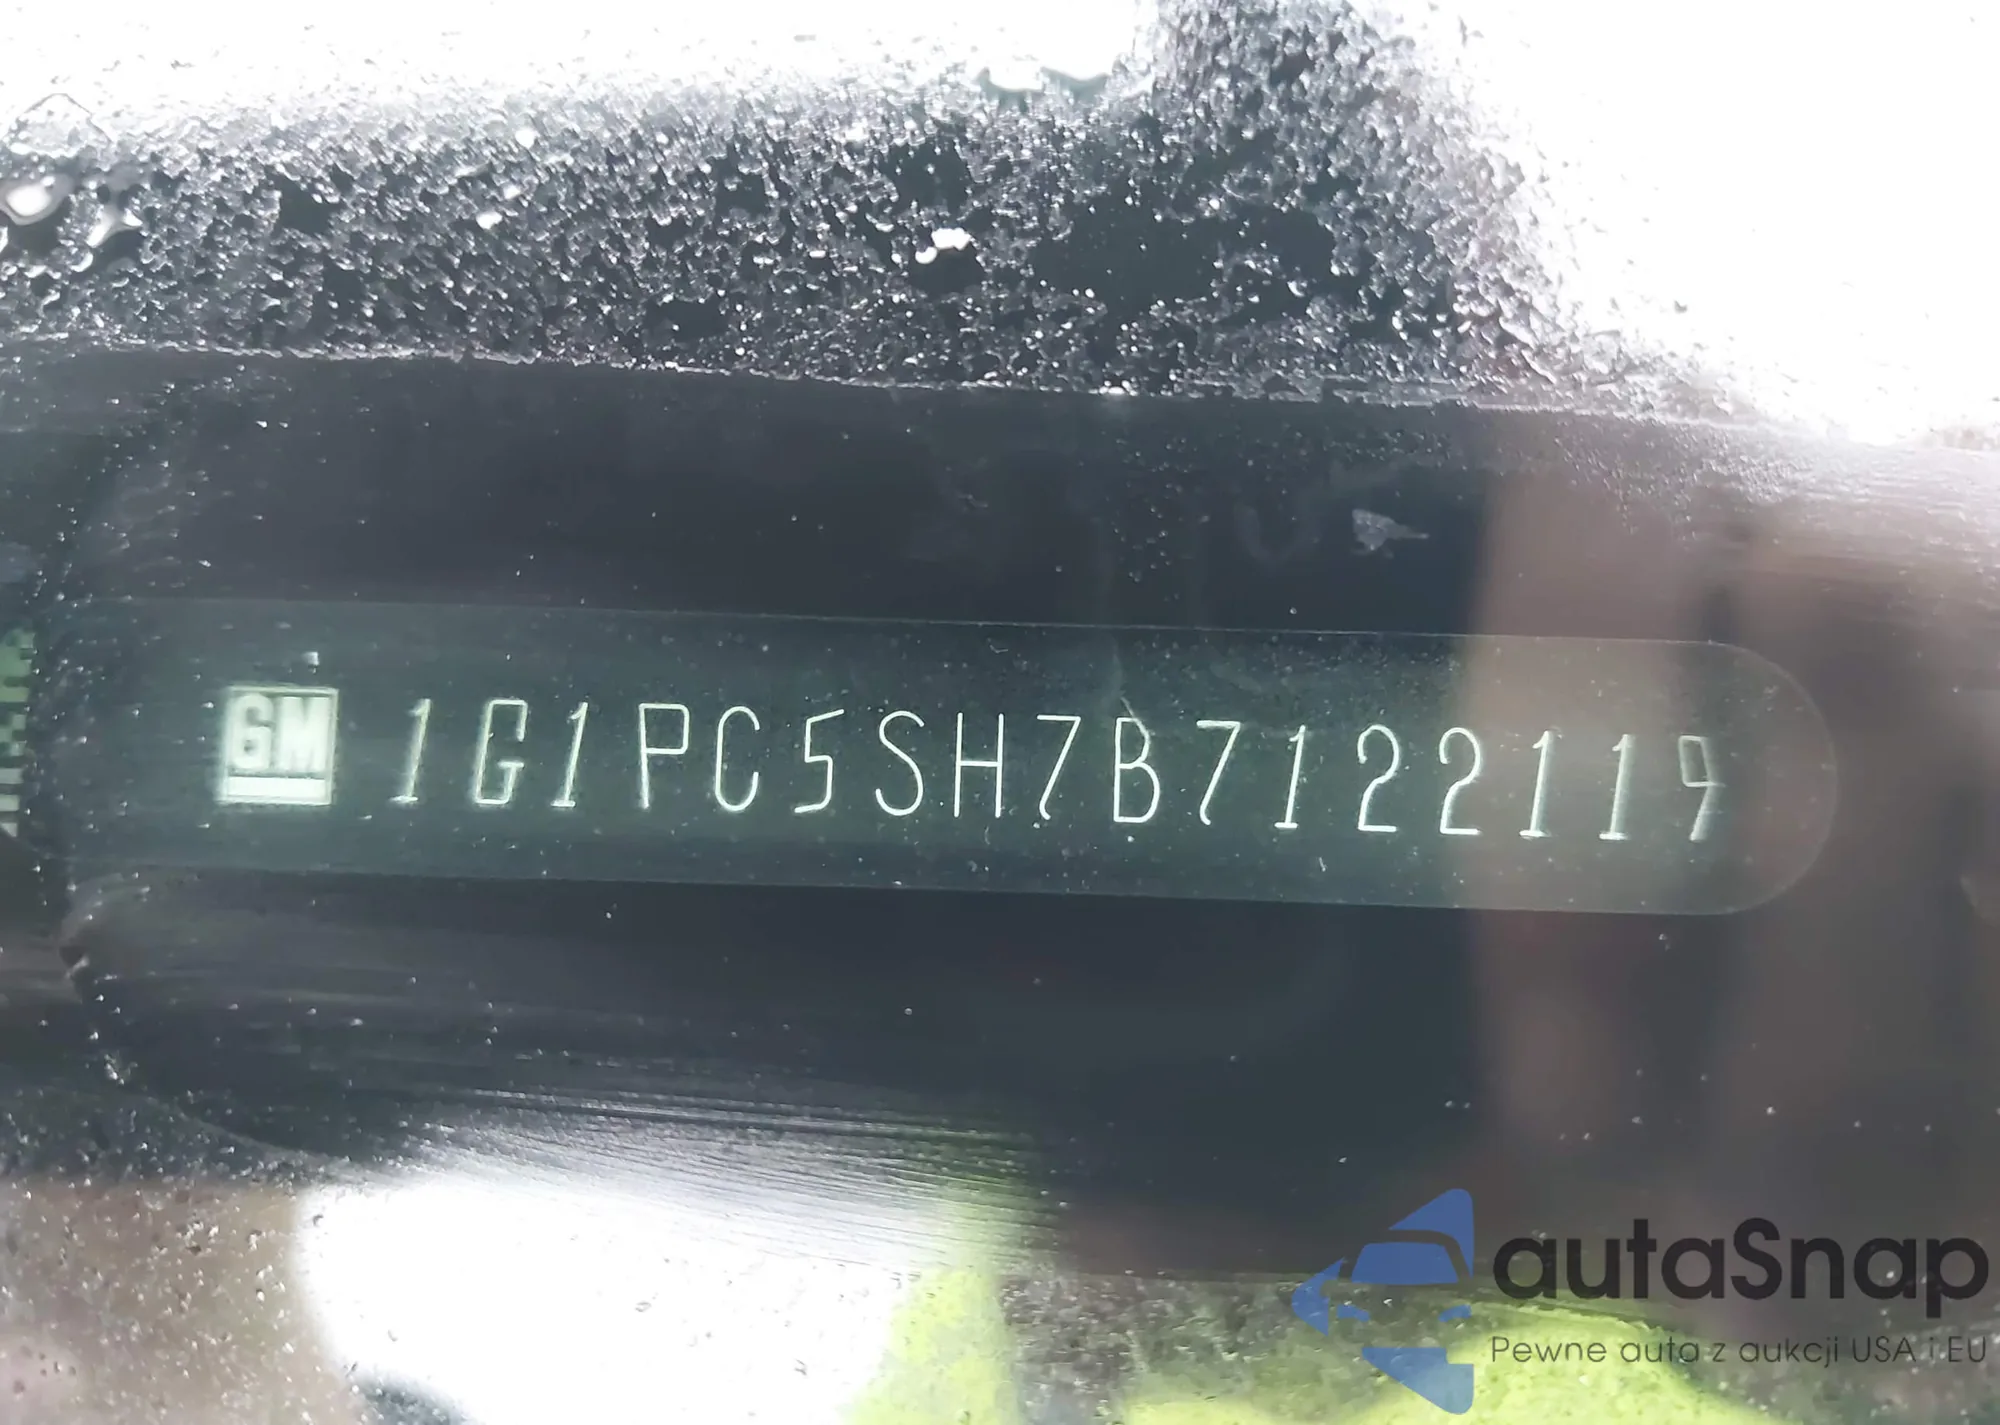 GM 1G1PC5SH7B7122119
autaSnap
Pewne auta z aukcji USA i EU